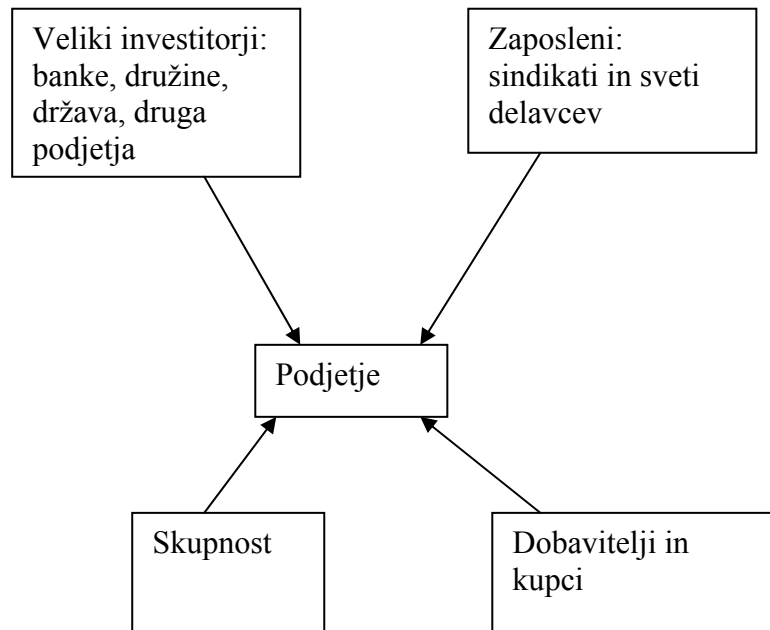 Veliki investitorji:
banke, družine,
država, druga
podjetja
Zaposleni:
sindikati in sveti
delavcev
Podjetje
Skupnost
Dobavitelji in
kupci